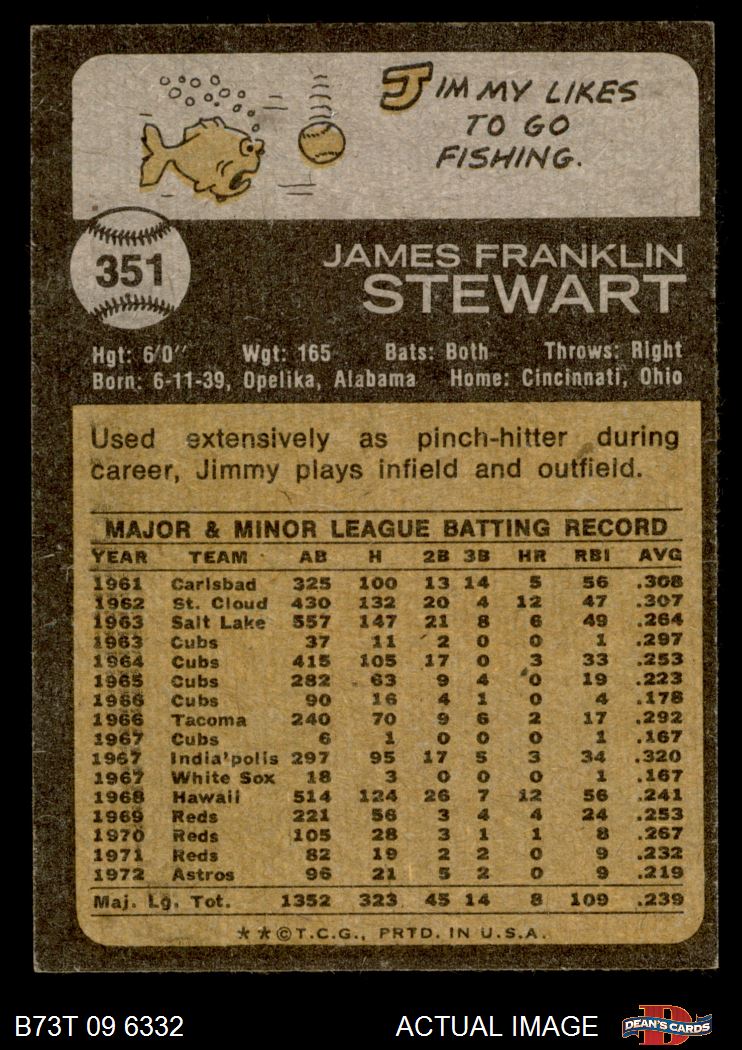 JIMMY LIKES
TO GO
FISHING.
351
JAMES FRANKLIN
STEWART
Hgt: 6'0" Wgt: 165 Bats: Both Throws: Right
Born: 6-11-39, Opelika, Alabama Home: Cincinnati, Ohio
Used extensively as pinch-hitter during
career, Jimmy plays infield and outfield.
MAJOR & MINOR LEAGUE BATTING RECORD
YEAR TEAM AB H 2B 3B HR RBI AVG
1961 Carlsbad 325 100 13 14 5 56 .308
1962 St. Cloud 430 132 20 4 12 47 .307
1963 Salt Lake 557 147 21 8 6 49 .264
1963 Cubs 37 11 2 0 0 1 .297
1964 Cubs 415 105 17 0 3 33 .253
1965 Cubs 282 63 9 4 0 19 .223
1966 Cubs 90 16 4 1 0 4 .178
1966 Tacoma 240 70 9 6 2 17 .292
1967 Cubs 6 1 0 0 0 1 .167
1967 India'polis 297 95 17 5 3 34 .320
1967 White Sox 18 3 0 0 0 1 .167
1968 Hawaii 514 124 26 7 12 56 .241
1969 Reds 221 56 3 4 4 24 .253
1970 Reds 105 28 3 1 1 8 .267
1971 Reds 82 19 2 2 0 9 .232
1972 Astros 96 21 5 2 0 9 .219
Maj. Lg. Tot. 1352 323 45 14 8 109 .239
**©T.C.G., PRTD. IN U.S.A.
B73T 09 6332 ACTUAL IMAGE
D
DEAN'S CARDS